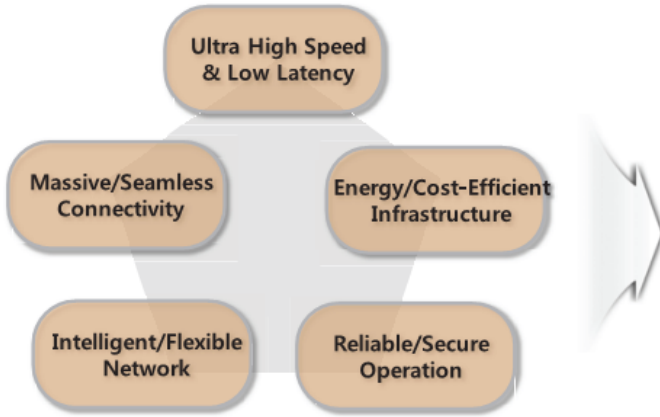 Ultra High Speed
& Low Latency
Massive/Seamless
Connectivity
Energy/Cost-Efficient
Infrastructure
Intelligent/Flexible
Network
Reliable/Secure
Operation